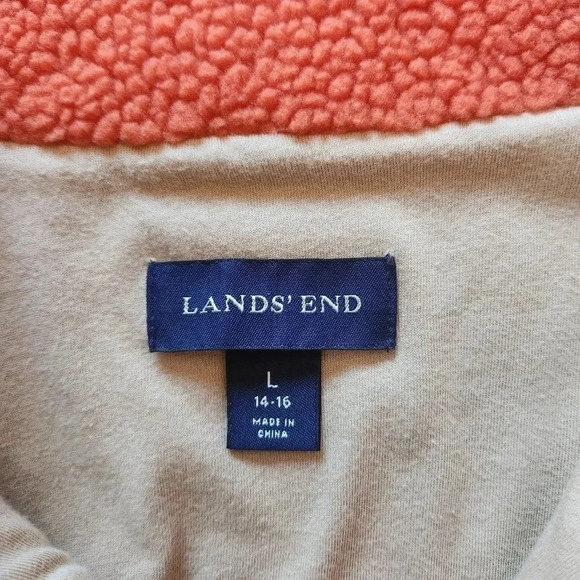 LANDS' END
L
14-16
MADE IN
CHINA